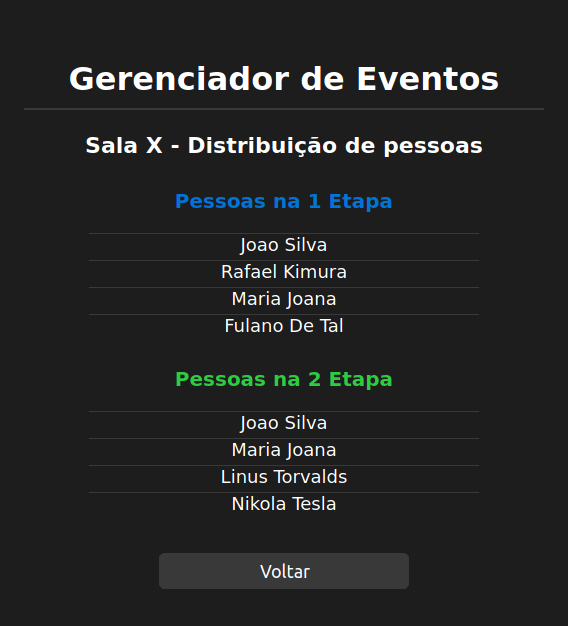 Gerenciador de Eventos
Sala X - Distribuição de pessoas
Pessoas na 1 Etapa
Joao Silva
Rafael Kimura
Maria Joana
Fulano De Tal
Pessoas na 2 Etapa
Joao Silva
Maria Joana
Linus Torvalds
Nikola Tesla
Voltar